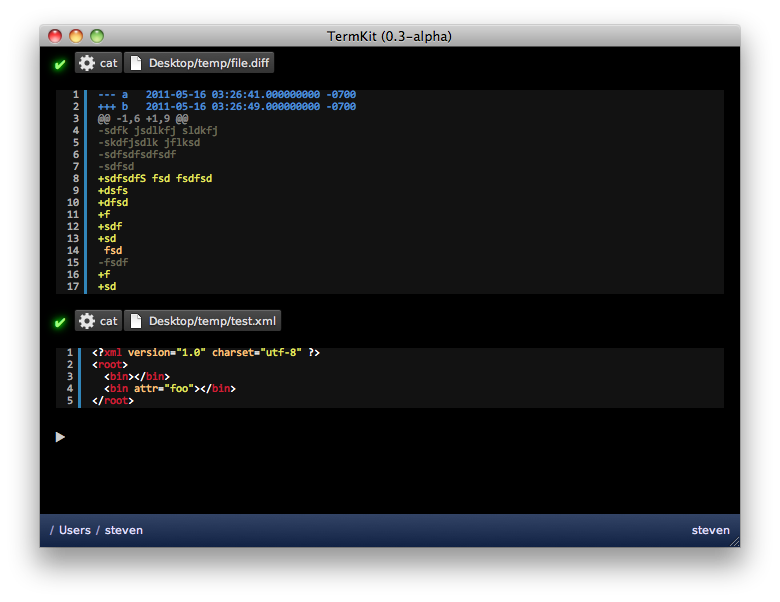 TermKit (0.3-alpha)
cat Desktop/temp/file.diff
1 --- a 2011-05-16 03:26:41.000000000 -0700
2 +++ b 2011-05-16 03:26:49.000000000 -0700
3 @@ -1,6 +1,9 @@
4 -sdfk jsdlkfj sldkfj
5 -skdfjsdlk jflksd
6 -sdfsdfsdfsdf
7 -sdfsd
8 +sdfsdfS fsd fsdfsd
9 +dsfs
10 +dfsd
11 +f
12 +sdf
13 +sd
14 fsd
15 -fsdf
16 +f
17 +sd
cat Desktop/temp/test.xml
1 <?xml version="1.0" charset="utf-8" ?>
2 <root>
3 <bin></bin>
4 <bin attr="foo"></bin>
5 </root>
/ Users / steven steven